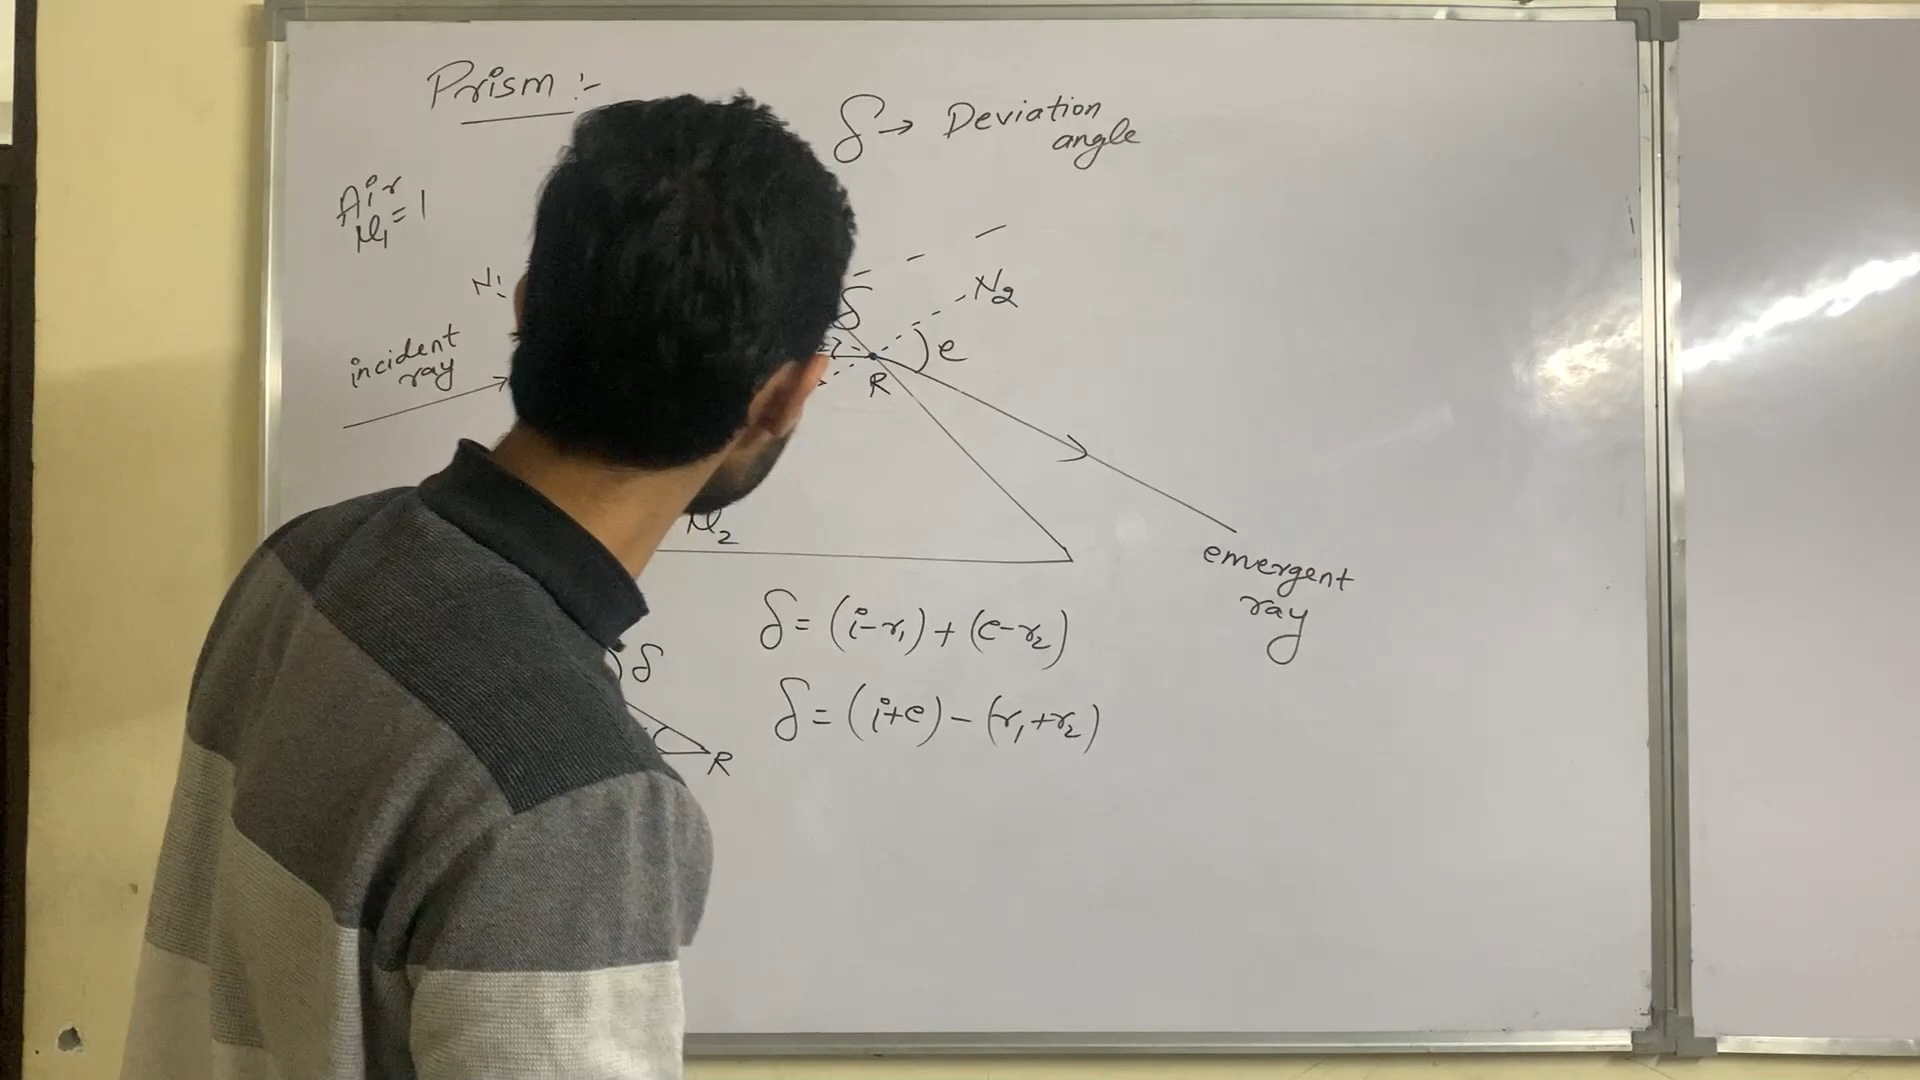 Prism :-
δ → Deviation
angle
Air
μ₁ = 1
N₁
N₂
incident
ray
δ
e
R
μ₂
emergent
ray
δ = (i-r₁) + (e-r₂)
δ
δ = (i+e) - (r₁+r₂)
R